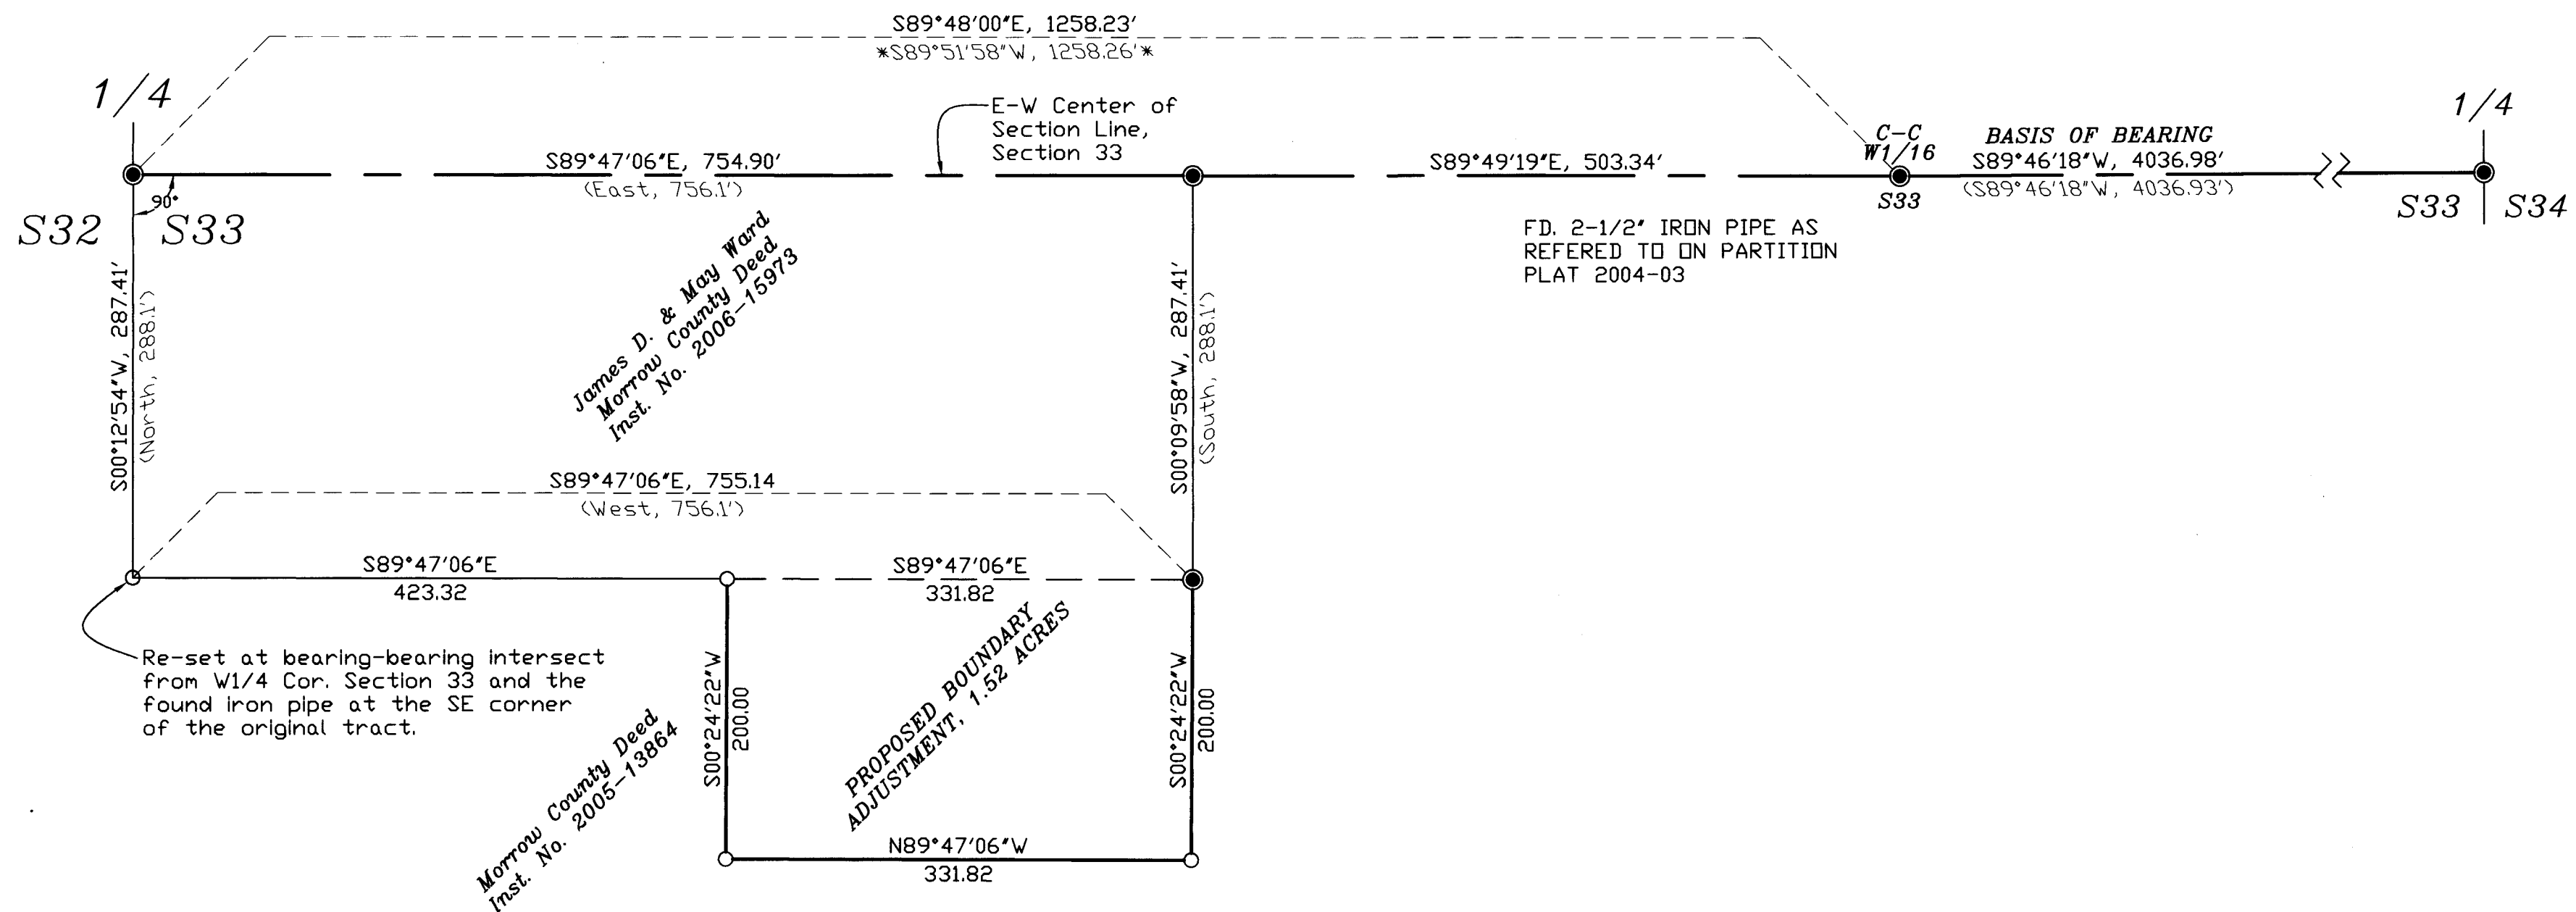 S89°48'00"E, 1258.23'
*S89°51'58"W, 1258.26'*
1/4
E-W Center of
Section Line,
Section 33
C-C
W1/16
BASIS OF BEARING
1/4
S89°47'06"E, 754.90'
(East, 756.1')
S89°49'19"E, 503.34'
S89°46'18"W, 4036.98'
(S89°46'18"W, 4036.93')
90°
S32
S33
S33
S33
S34
FD. 2-1/2" IRON PIPE AS
REFERED TO ON PARTITION
PLAT 2004-03
James D. & May Ward
Morrow County Deed
Inst. No. 2006-15973
S00°12'54"W, 287.41'
(North, 288.1')
S00°09'58"W, 287.41'
(South, 288.1')
S89°47'06"E, 755.14
(West, 756.1')
S89°47'06"E
423.32
S89°47'06"E
331.82
Re-set at bearing-bearing intersect
from W1/4 Cor. Section 33 and the
found iron pipe at the SE corner
of the original tract.
S00°24'22"W
200.00
PROPOSED BOUNDARY
ADJUSTMENT, 1.52 ACRES
S00°24'22"W
200.00
Morrow County Deed
Inst. No. 2005-13864
N89°47'06"W
331.82